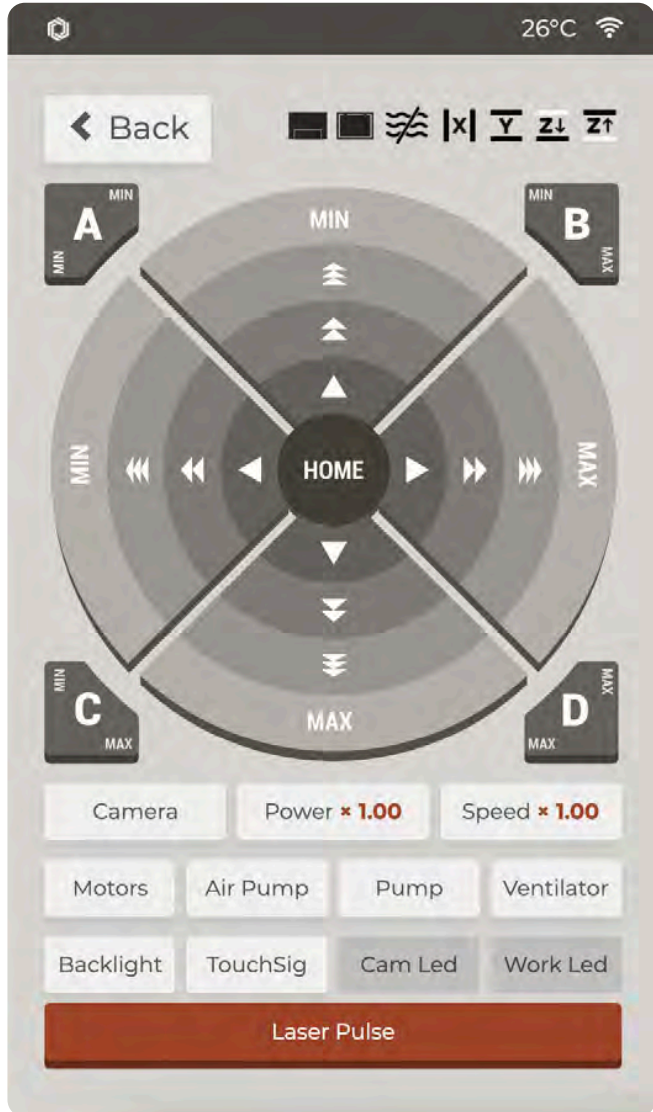 26°C
Back
|X| Y Z↓ Z↑
MIN MIN MIN
A B
MIN MAX
MIN HOME MAX
MIN MAX
C D
MAX MAX MAX
Camera Power × 1.00 Speed × 1.00
Motors Air Pump Pump Ventilator
Backlight TouchSig Cam Led Work Led
Laser Pulse